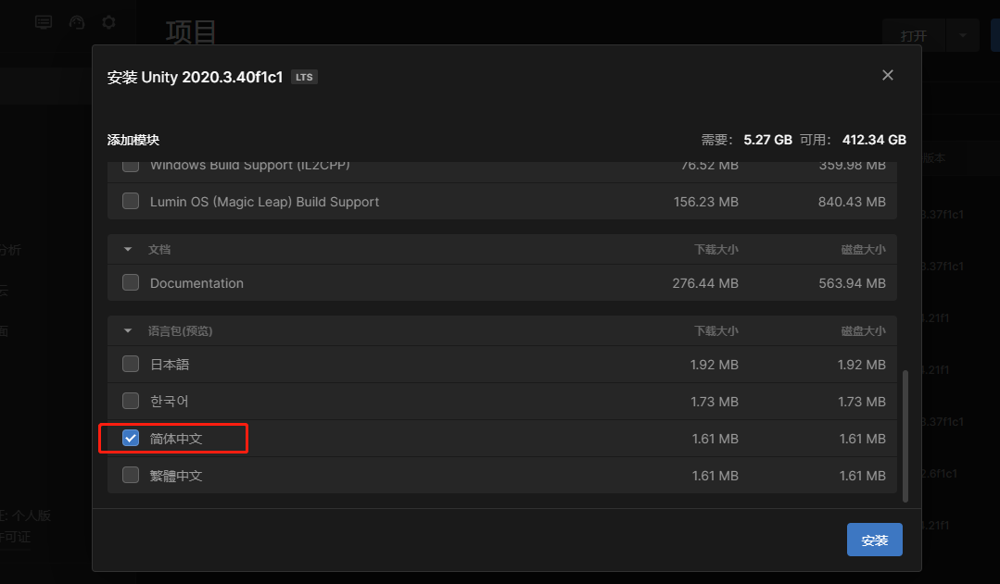 项目
打开
安装 Unity 2020.3.40f1c1 LTS
添加模块 需要： 5.27 GB 可用： 412.34 GB
Windows Build Support (IL2CPP) 76.52 MB 359.98 MB
版本
Lumin OS (Magic Leap) Build Support 156.23 MB 840.43 MB
3.37f1c1
文档 下载大小 磁盘大小
分析
3.37f1c1
Documentation 276.44 MB 563.94 MB
云
.21f1
语言包(预览) 下载大小 磁盘大小
面
日本語 1.92 MB 1.92 MB
.21f1
한국어 1.73 MB 1.73 MB
3.37f1c1
简体中文 1.61 MB 1.61 MB
繁體中文 1.61 MB 1.61 MB
2.6f1c1
证: 个人版
.21f1
许可证
安装